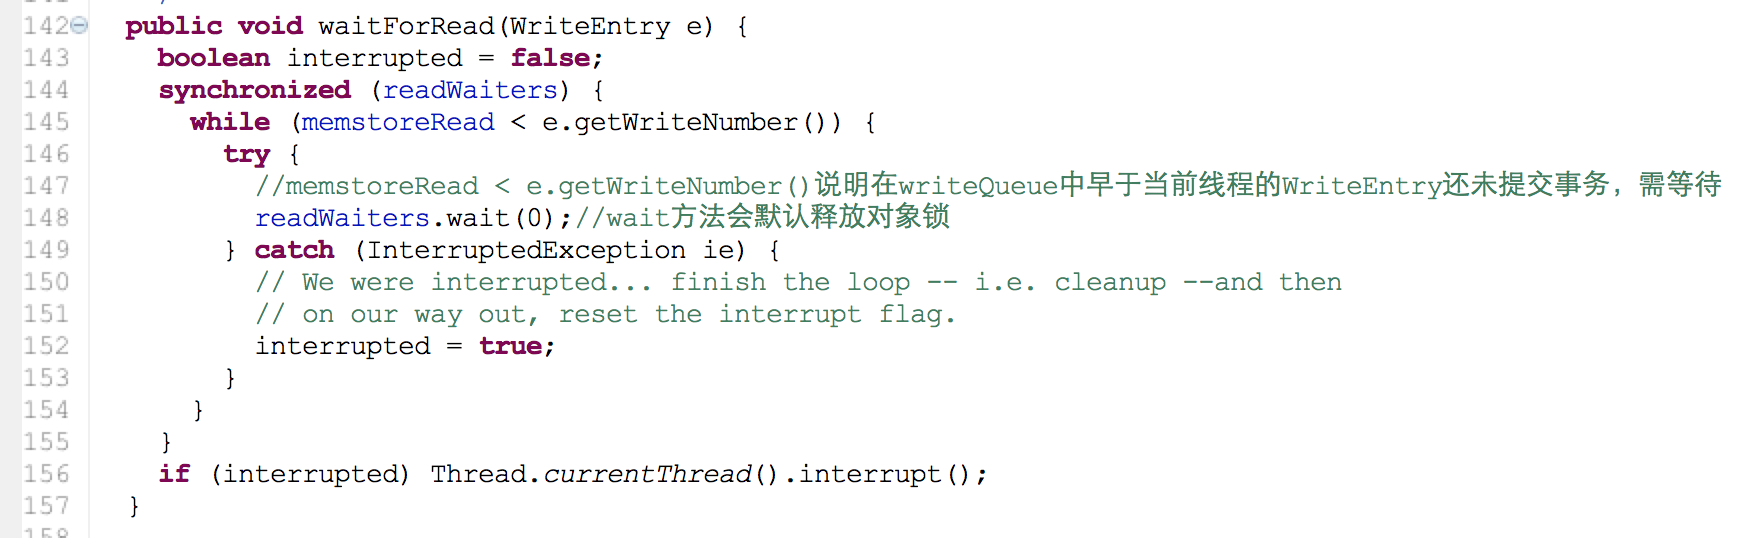 142 public void waitForRead(WriteEntry e) {
143 boolean interrupted = false;
144 synchronized (readWaiters) {
145 while (memstoreRead < e.getWriteNumber()) {
146 try {
147 //memstoreRead < e.getWriteNumber()说明在writeQueue中早于当前线程的WriteEntry还未提交事务，需等待
148 readWaiters.wait(0);//wait方法会默认释放对象锁
149 } catch (InterruptedException ie) {
150 // We were interrupted... finish the loop -- i.e. cleanup --and then
151 // on our way out, reset the interrupt flag.
152 interrupted = true;
153 }
154 }
155 }
156 if (interrupted) Thread.currentThread().interrupt();
157 }
158